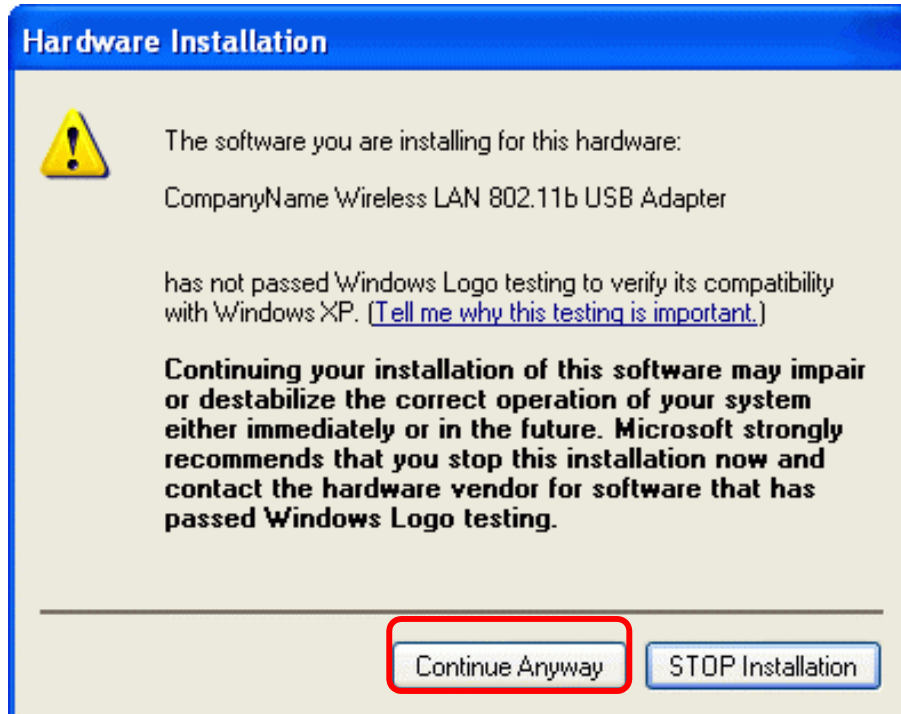 Hardware Installation
The software you are installing for this hardware:
CompanyName Wireless LAN 802.11b USB Adapter
has not passed Windows Logo testing to verify its compatibility
with Windows XP. (Tell me why this testing is important.)
Continuing your installation of this software may impair
or destabilize the correct operation of your system
either immediately or in the future. Microsoft strongly
recommends that you stop this installation now and
contact the hardware vendor for software that has
passed Windows Logo testing.
Continue Anyway
STOP Installation